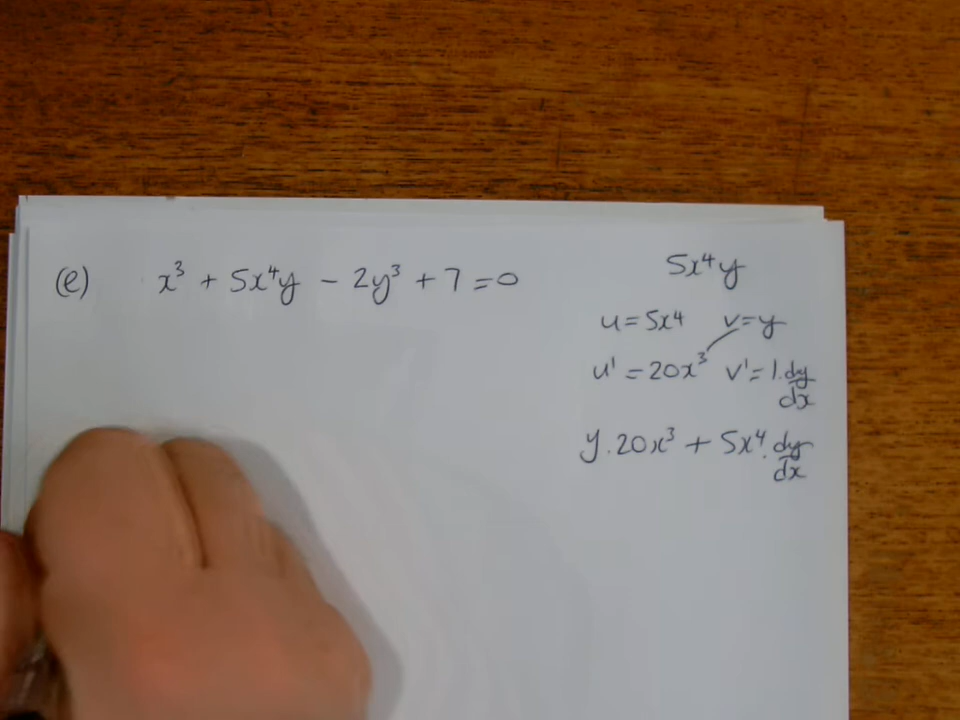 (e) x³ + 5x⁴y − 2y³ + 7 = 0
5x⁴y
u = 5x⁴ v = y
u' = 20x³ v' = 1.dy/dx
y.20x³ + 5x⁴.dy/dx